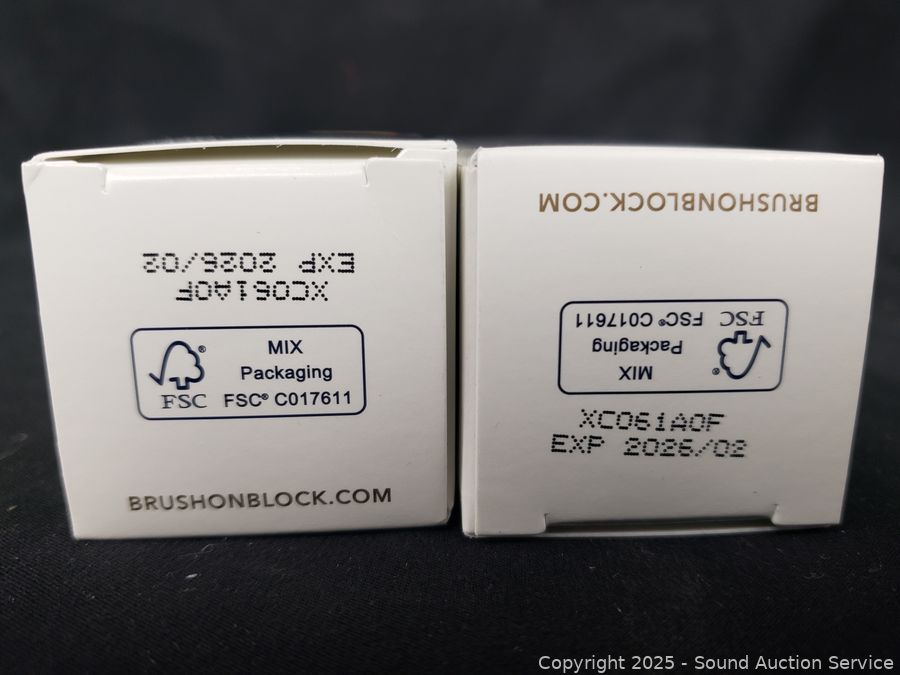 EXP 2026/02
XC061A0F
MIX
Packaging
FSC® C017611
FSC
BRUSHONBLOCK.COM
BRUSHONBLOCK.COM
FSC® C017611
FSC
Packaging
MIX
XC061A0F
EXP 2026/02
Copyright 2025 - Sound Auction Service